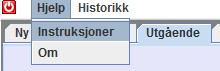 Hjelp Historikk
Instruksjoner
Ny Utgående
Om